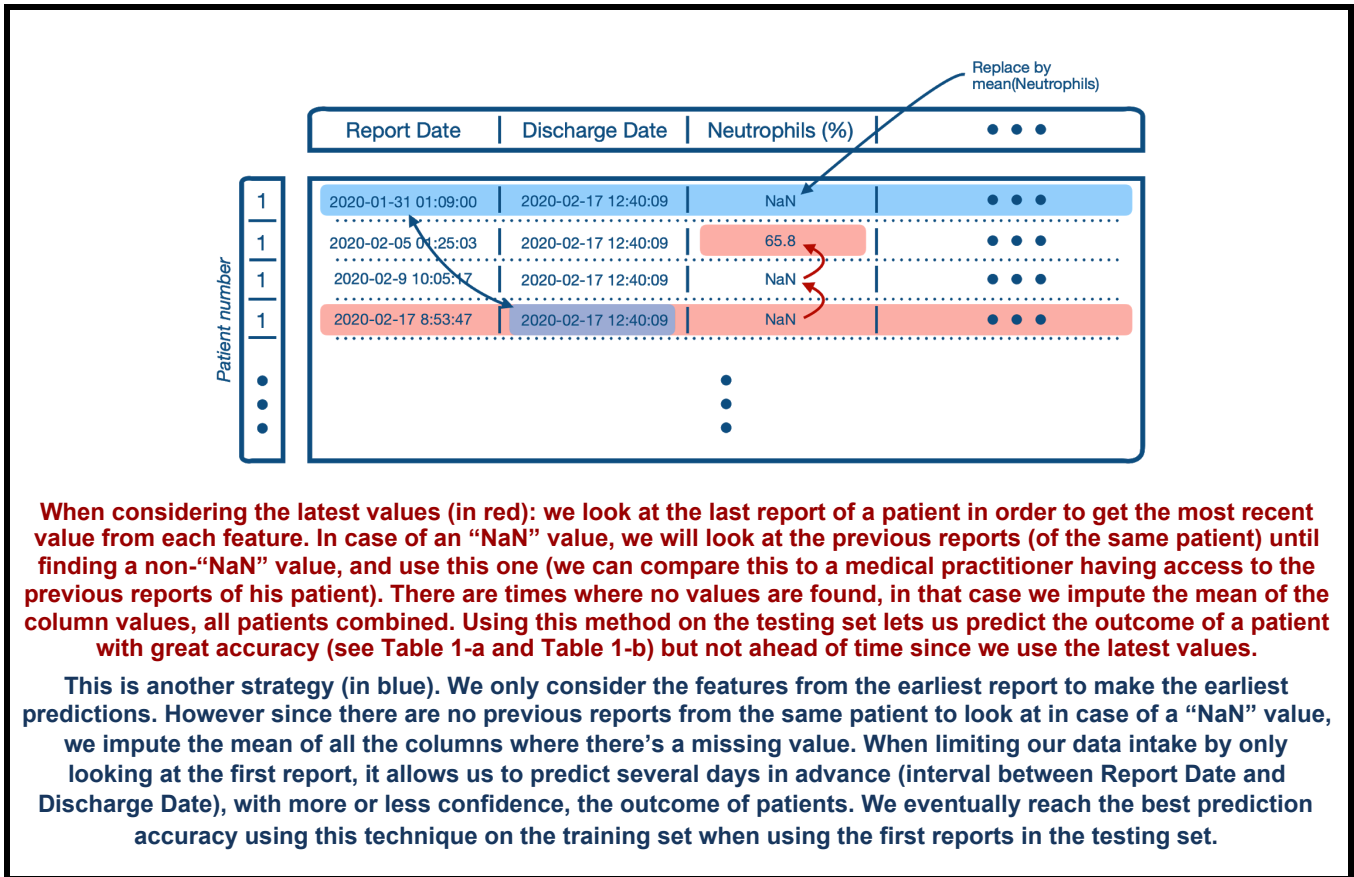 Replace by
mean(Neutrophils)
Report Date Discharge Date Neutrophils (%)
1 2020-01-31 01:09:00 2020-02-17 12:40:09 NaN
1 2020-02-05 01:25:03 2020-02-17 12:40:09 65.8
1 2020-02-9 10:05:17 2020-02-17 12:40:09 NaN
1 2020-02-17 8:53:47 2020-02-17 12:40:09 NaN
Patient number
When considering the latest values (in red): we look at the last report of a patient in order to get the most recent
value from each feature. In case of an “NaN” value, we will look at the previous reports (of the same patient) until
finding a non-“NaN” value, and use this one (we can compare this to a medical practitioner having access to the
previous reports of his patient). There are times where no values are found, in that case we impute the mean of the
column values, all patients combined. Using this method on the testing set lets us predict the outcome of a patient
with great accuracy (see Table 1-a and Table 1-b) but not ahead of time since we use the latest values.
This is another strategy (in blue). We only consider the features from the earliest report to make the earliest
predictions. However since there are no previous reports from the same patient to look at in case of a “NaN” value,
we impute the mean of all the columns where there’s a missing value. When limiting our data intake by only
looking at the first report, it allows us to predict several days in advance (interval between Report Date and
Discharge Date), with more or less confidence, the outcome of patients. We eventually reach the best prediction
accuracy using this technique on the training set when using the first reports in the testing set.